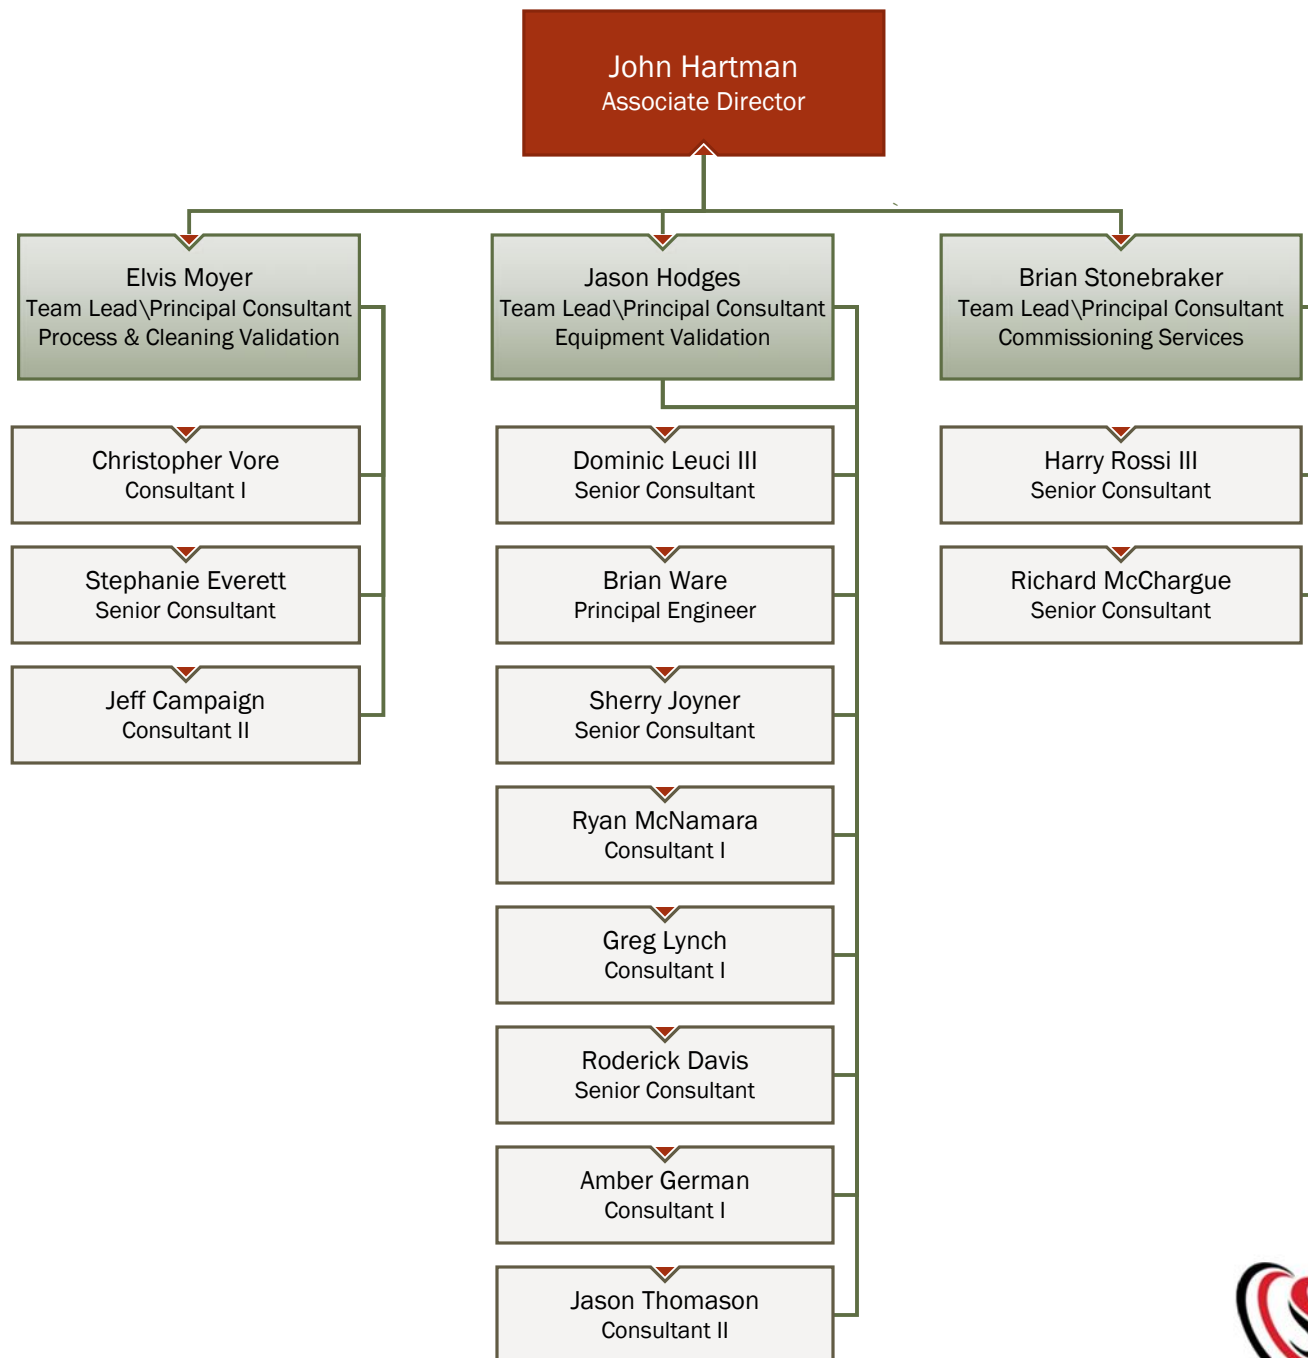 John Hartman
Associate Director
Elvis Moyer
Team Lead\Principal Consultant
Process & Cleaning Validation
Christopher Vore
Consultant I
Stephanie Everett
Senior Consultant
Jeff Campaign
Consultant II
Jason Hodges
Team Lead\Principal Consultant
Equipment Validation
Dominic Leuci III
Senior Consultant
Brian Ware
Principal Engineer
Sherry Joyner
Senior Consultant
Ryan McNamara
Consultant I
Greg Lynch
Consultant I
Roderick Davis
Senior Consultant
Amber German
Consultant I
Jason Thomason
Consultant II
Brian Stonebraker
Team Lead\Principal Consultant
Commissioning Services
Harry Rossi III
Senior Consultant
Richard McChargue
Senior Consultant